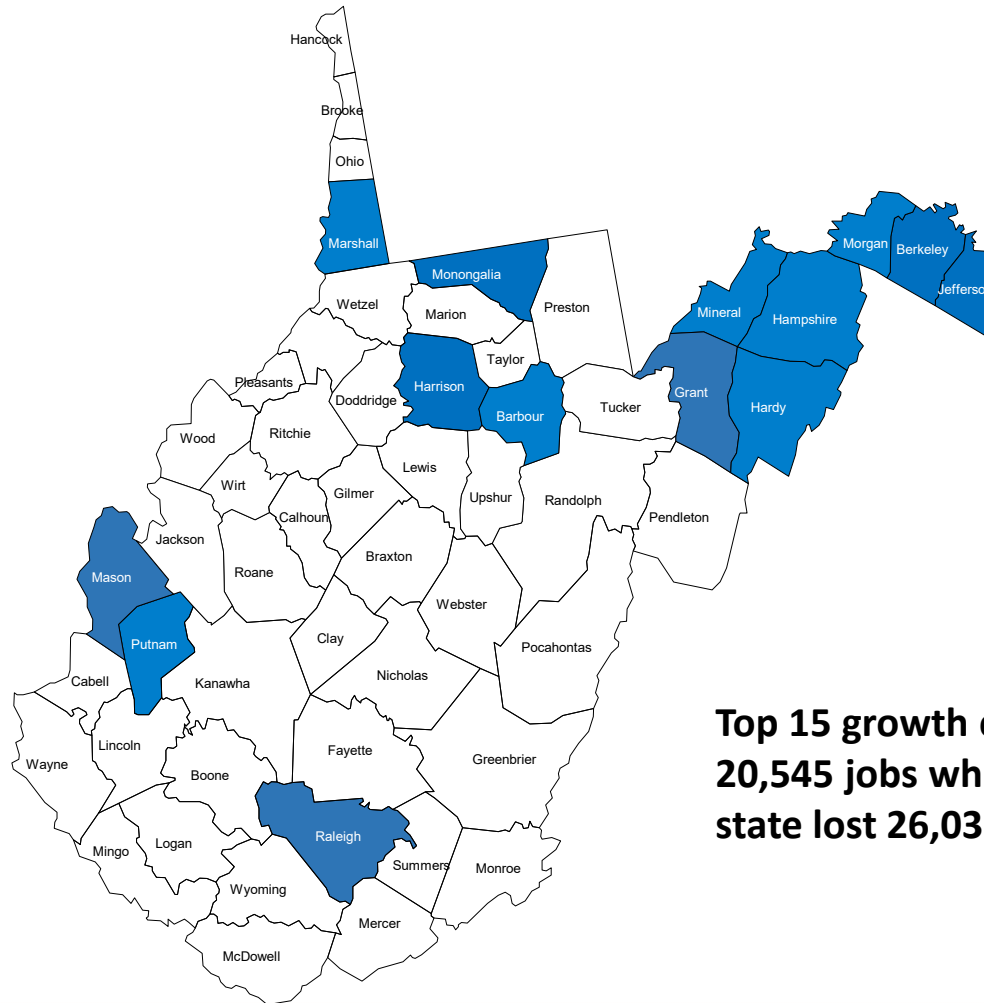 Hancock
Brooke
Ohio
Marshall
Monongalia
Morgan
Berkeley
Jefferso
Wetzel
Marion
Preston
Mineral
Hampshire
Taylor
Pleasants
Doddridge
Harrison
Barbour
Tucker
Grant
Hardy
Wood
Ritchie
Lewis
Wirt
Gilmer
Upshur
Randolph
Calhoun
Pendleton
Jackson
Roane
Braxton
Mason
Webster
Putnam
Clay
Pocahontas
Cabell
Kanawha
Nicholas
Lincoln
Fayette
Greenbrier
Wayne
Boone
Raleigh
Mingo
Logan
Summers
Monroe
Wyoming
Mercer
McDowell
Top 15 growth
20,545 jobs wh
state lost 26,03